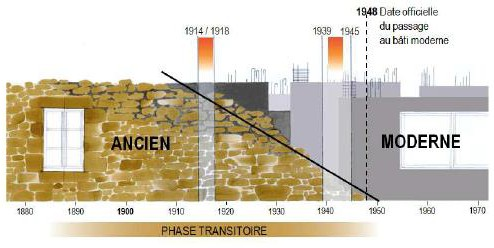 1948 Date officielle
du passage
au bâti moderne
1914 / 1918
1939
1945
ANCIEN
MODERNE
1880
1890
1900
1910
1920
1930
1940
1950
1960
1970
PHASE TRANSITOIRE